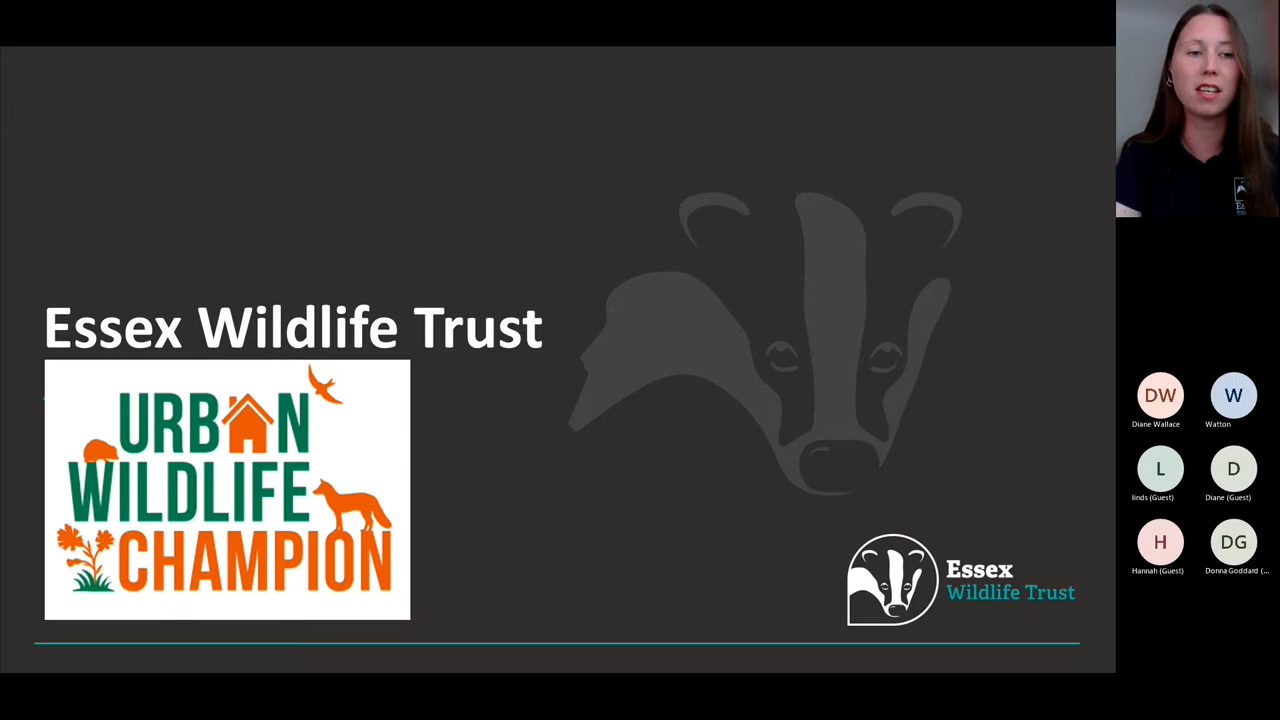 Essex Wildlife Trust
URBAN
WILDLIFE
CHAMPION
Essex
Wildlife Trust
DW
W
Diane Wallace
Watton
L
D
linds (Guest)
Diane (Guest)
H
DG
Hannah (Guest)
Donna Goddard (...